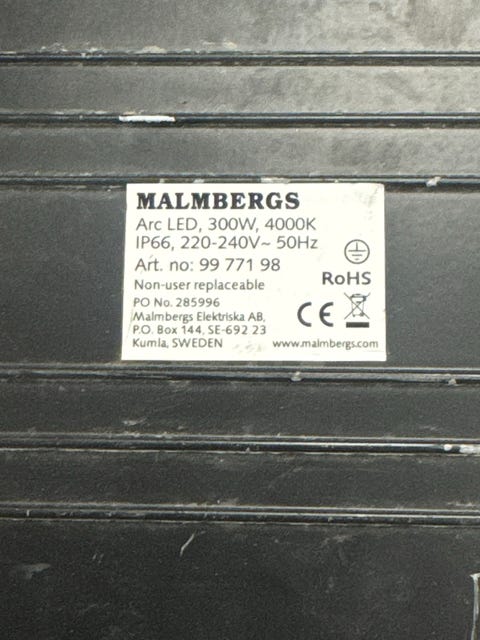 MALMBERGS
Arc LED, 300W, 4000K
IP66, 220-240V~ 50Hz
Art. no: 99 771 98
Non-user replaceable
RoHS
PO No. 285996
Malmbergs Elektriska AB,
P.O. Box 144, SE-692 23
CE
Kumla, SWEDEN www.malmbergs.com